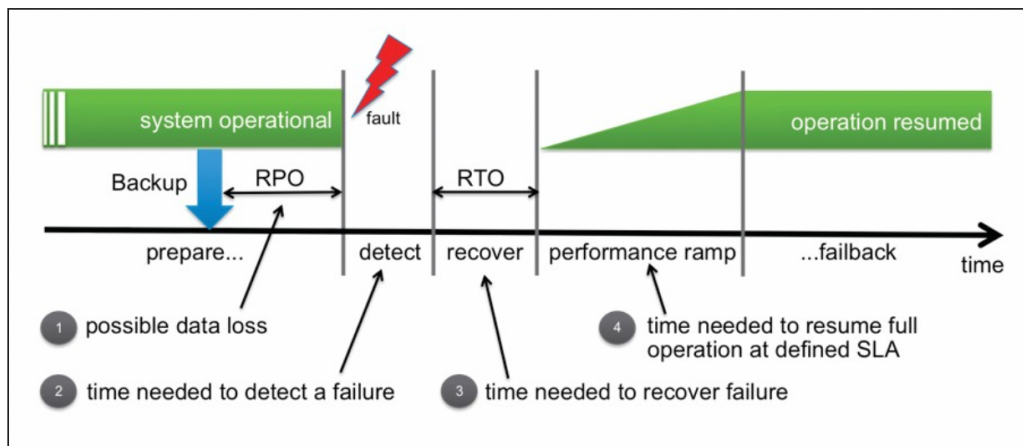 system operational
fault
operation resumed
Backup
RPO
RTO
prepare...
detect
recover
performance ramp
...failback
time
1 possible data loss
4 time needed to resume full
operation at defined SLA
2 time needed to detect a failure
3 time needed to recover failure